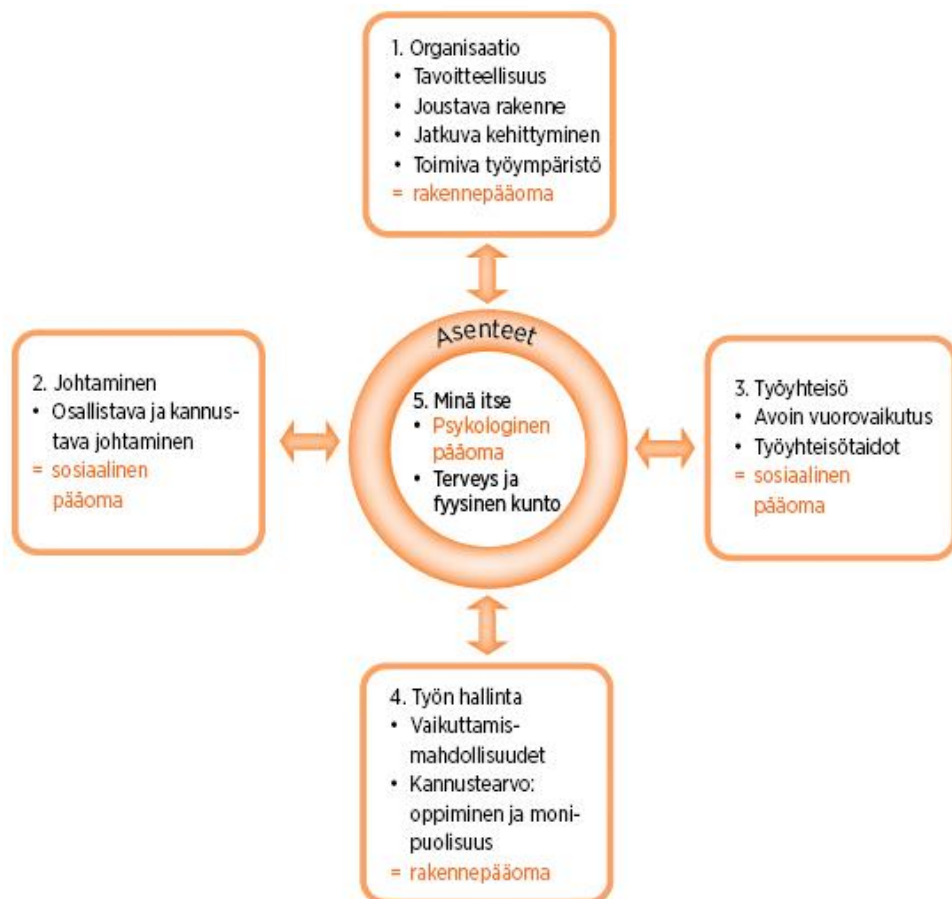 1. Organisaatio
• Tavoitteellisuus
• Joustava rakenne
• Jatkuva kehittyminen
• Toimiva työympäristö
= rakennepääoma
Asenteet
2. Johtaminen
• Osallistava ja kannus-
tava johtaminen
= sosiaalinen
pääoma
5. Minä itse
• Psykologinen
pääoma
• Terveys ja
fyysinen kunto
3. Työyhteisö
• Avoin vuorovaikutus
• Työyhteisötaidot
= sosiaalinen
pääoma
4. Työn hallinta
• Vaikuttamis-
mahdollisuudet
• Kannustearvo:
oppiminen ja moni-
puolisuus
= rakennepääoma